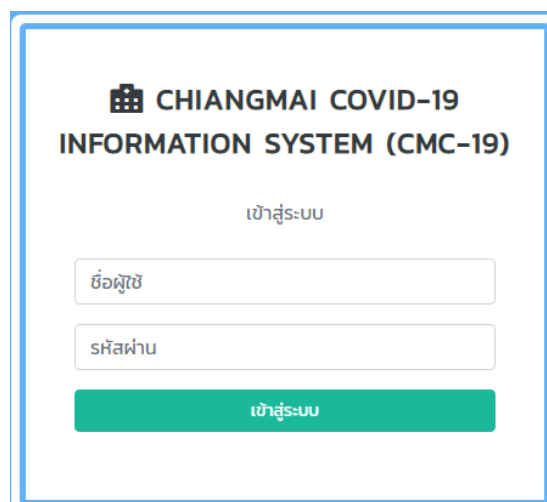 CHIANGMAI COVID-19
INFORMATION SYSTEM (CMC-19)
เข้าสู่ระบบ
ชื่อผู้ใช้
รหัสผ่าน
เข้าสู่ระบบ